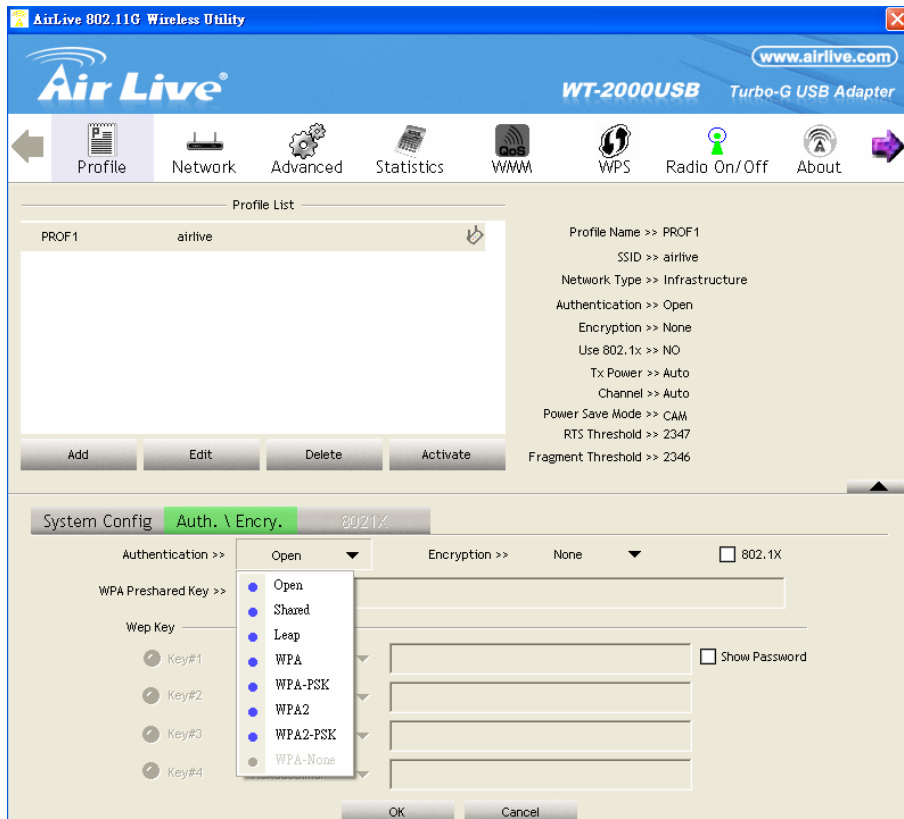 AirLive 802.11G Wireless Utility
www.airlive.com
Air Live®
WT-2000USB Turbo-G USB Adapter
Profile Network Advanced Statistics QoS WMM WPS Radio On/Off About
Profile List
PROF1 airlive
Profile Name >> PROF1
SSID >> airlive
Network Type >> Infrastructure
Authentication >> Open
Encryption >> None
Use 802.1x >> NO
Tx Power >> Auto
Channel >> Auto
Power Save Mode >> CAM
RTS Threshold >> 2347
Fragment Threshold >> 2346
Add Edit Delete Activate
System Config Auth. \ Encry. 8021X
Authentication >> Open Encryption >> None 802.1X
WPA Preshared Key >>
Open
Shared
Leap
WPA
WPA-PSK
WPA2
WPA2-PSK
WPA-None
Wep Key
Key#1 Show Password
Key#2
Key#3
Key#4
OK Cancel